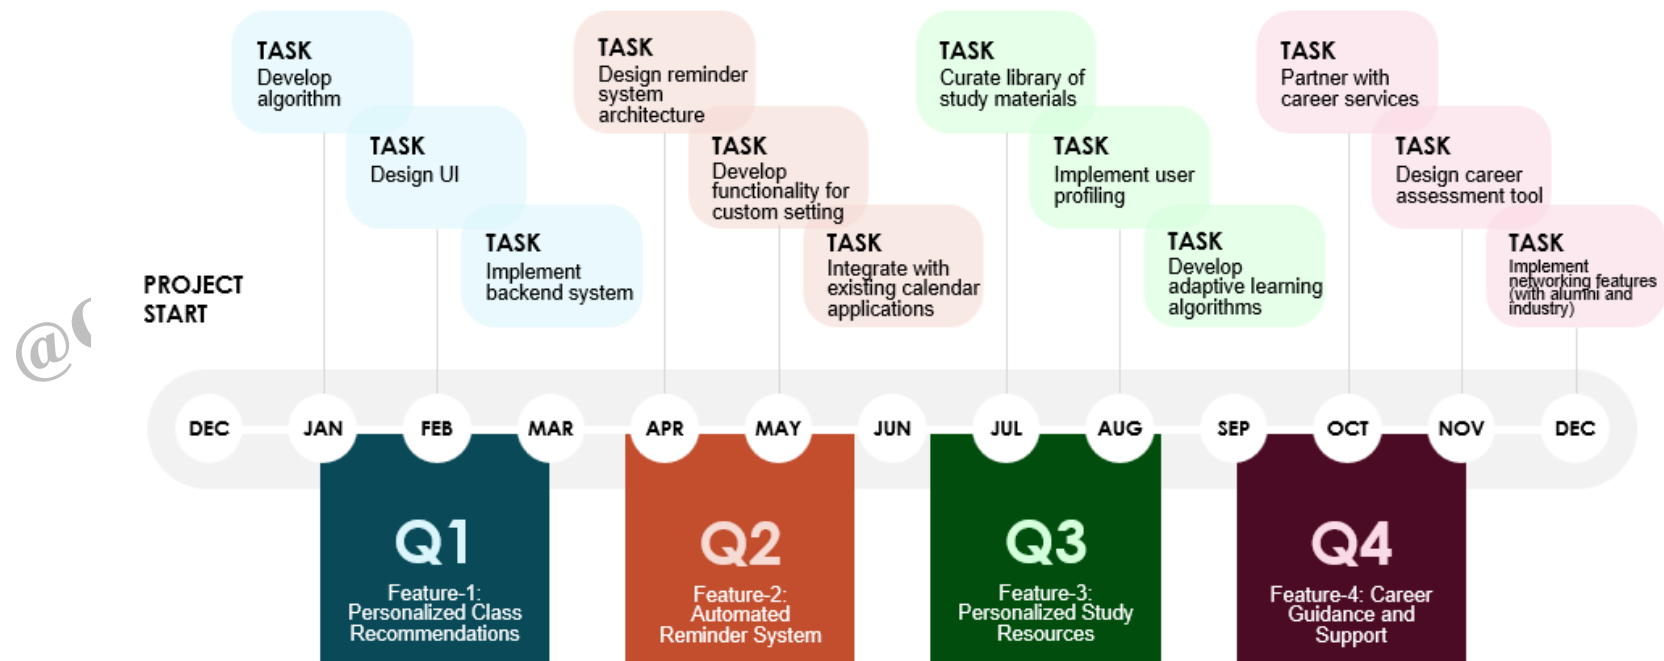 TASK
Develop
algorithm
TASK
Design UI
TASK
Implement
backend system
TASK
Design reminder
system
architecture
TASK
Develop
functionality for
custom setting
TASK
Integrate with
existing calendar
applications
TASK
Curate library of
study materials
TASK
Implement user
profiling
TASK
Develop
adaptive learning
algorithms
TASK
Partner with
career services
TASK
Design career
assessment tool
TASK
Implement
networking features
(with alumni and
industry)
PROJECT
START
DEC JAN FEB MAR APR MAY JUN JUL AUG SEP OCT NOV DEC
Q1
Feature-1:
Personalized Class
Recommendations
Q2
Feature-2:
Automated
Reminder System
Q3
Feature-3:
Personalized Study
Resources
Q4
Feature-4: Career
Guidance and
Support